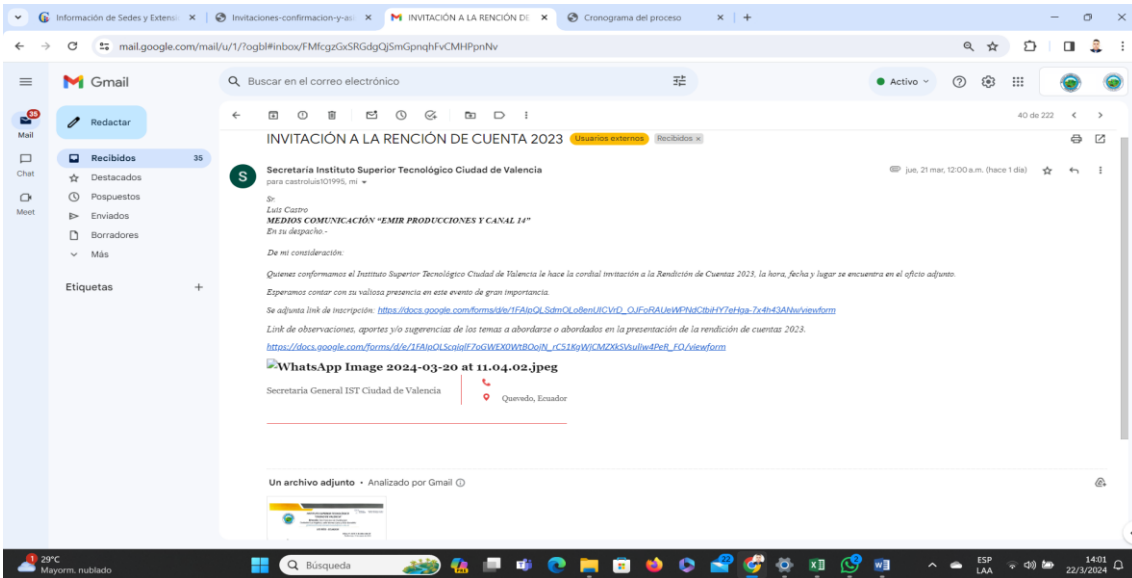 Información de Sedes y Extensi
Invitaciones-confirmacion-y-asi
INVITACIÓN A LA RENCIÓN DE
Cronograma del proceso
mail.google.com/mail/u/1/?ogbl#inbox/FMfcgzGxSRGdgQjSmGpnqhFvCMHPpnNv
Gmail
Buscar en el correo electrónico
Activo
35
Mail
Chat
Meet
Redactar
Recibidos 35
Destacados
Pospuestos
Enviados
Borradores
Más
Etiquetas
40 de 222
INVITACIÓN A LA RENCIÓN DE CUENTA 2023 Usuarios externos Recibidos x
S
Secretaría Instituto Superior Tecnológico Ciudad de Valencia
jue, 21 mar, 12:00 a.m. (hace 1 día)
para castroluis101995, mí
Sr.
Luis Castro
MEDIOS COMUNICACIÓN "EMIR PRODUCCIONES Y CANAL 14"
En su despacho.-
De mi consideración:
Quienes conformamos el Instituto Superior Tecnológico Ciudad de Valencia le hace la cordial invitación a la Rendición de Cuentas 2023, la hora, fecha y lugar se encuentra en el oficio adjunto.
Esperamos contar con su valiosa presencia en este evento de gran importancia.
Se adjunta link de inscripción: https://docs.google.com/forms/d/e/1FAIpQLSdmOLo8enUICVrD_OJFoRAUeWPNdCtbiHY7eHga-7x4h43ANw/viewform
Link de observaciones, aportes y/o sugerencias de los temas a abordarse o abordados en la presentación de la rendición de cuentas 2023.
https://docs.google.com/forms/d/e/1FAIpQLScqlqlF7oGWEX0WtBOojN_rC51KgWjCMZXkSVsuliw4PeR_FQ/viewform
WhatsApp Image 2024-03-20 at 11.04.02.jpeg
Secretaria General IST Ciudad de Valencia
Quevedo, Ecuador
Un archivo adjunto • Analizado por Gmail
1
29°C
Mayorm. nublado
Búsqueda
ESP
LAA
14:01
22/3/2024